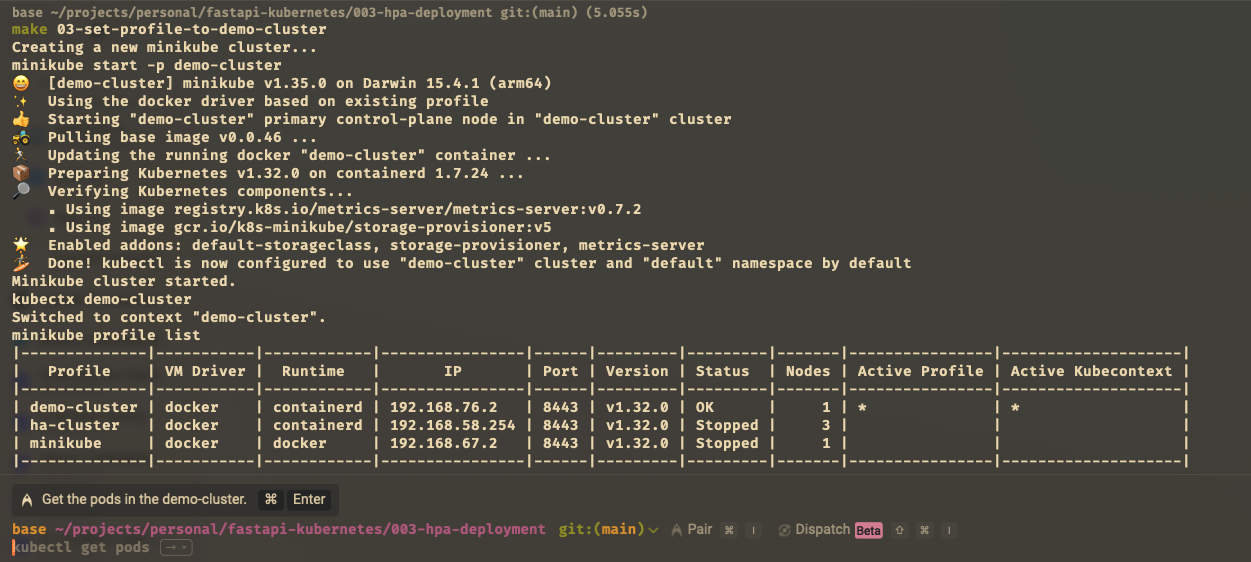 base ~/projects/personal/fastapi-kubernetes/003-hpa-deployment git:(main) (5.055s)
make 03-set-profile-to-demo-cluster
Creating a new minikube cluster...
minikube start -p demo-cluster
😄  [demo-cluster] minikube v1.35.0 on Darwin 15.4.1 (arm64)
✨  Using the docker driver based on existing profile
👍  Starting "demo-cluster" primary control-plane node in "demo-cluster" cluster
🚜  Pulling base image v0.0.46 ...
🏃  Updating the running docker "demo-cluster" container ...
📦  Preparing Kubernetes v1.32.0 on containerd 1.7.24 ...
🔎  Verifying Kubernetes components...
    ▪ Using image registry.k8s.io/metrics-server/metrics-server:v0.7.2
    ▪ Using image gcr.io/k8s-minikube/storage-provisioner:v5
🌟  Enabled addons: default-storageclass, storage-provisioner, metrics-server
🏄  Done! kubectl is now configured to use "demo-cluster" cluster and "default" namespace by default
Minikube cluster started.
kubectx demo-cluster
Switched to context "demo-cluster".
minikube profile list
|--------------|-----------|------------|----------------|------|---------|---------|-------|----------------|--------------------|
|   Profile    | VM Driver |  Runtime   |       IP       | Port | Version | Status  | Nodes | Active Profile | Active Kubecontext |
|--------------|-----------|------------|----------------|------|---------|---------|-------|----------------|--------------------|
| demo-cluster | docker    | containerd | 192.168.76.2   | 8443 | v1.32.0 | OK      |     1 | *              | *                  |
| ha-cluster   | docker    | containerd | 192.168.58.254 | 8443 | v1.32.0 | Stopped |     3 |                |                    |
| minikube     | docker    | docker     | 192.168.67.2   | 8443 | v1.32.0 | Stopped |     1 |                |                    |
|--------------|-----------|------------|----------------|------|---------|---------|-------|----------------|--------------------|
Get the pods in the demo-cluster. ⌘ Enter
base ~/projects/personal/fastapi-kubernetes/003-hpa-deployment git:(main) Pair ⌘ I Dispatch Beta ⇧ ⌘ I
kubectl get pods →